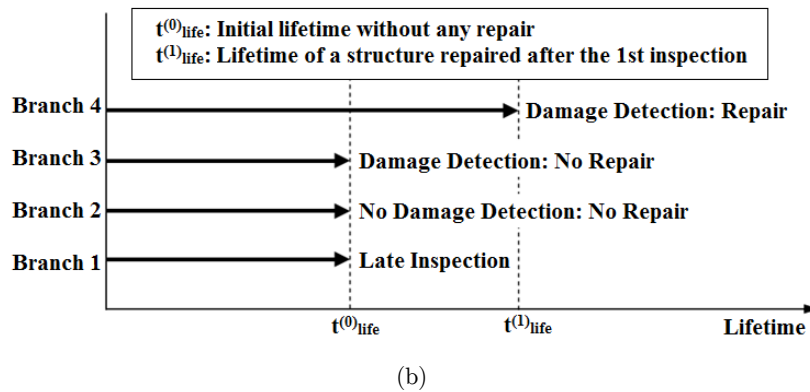 t⁽⁰⁾life: Initial lifetime without any repair
t⁽¹⁾life: Lifetime of a structure repaired after the 1st inspection
Branch 4
Damage Detection: Repair
Branch 3
Damage Detection: No Repair
Branch 2
No Damage Detection: No Repair
Branch 1
Late Inspection
t⁽⁰⁾life
t⁽¹⁾life
Lifetime
(b)